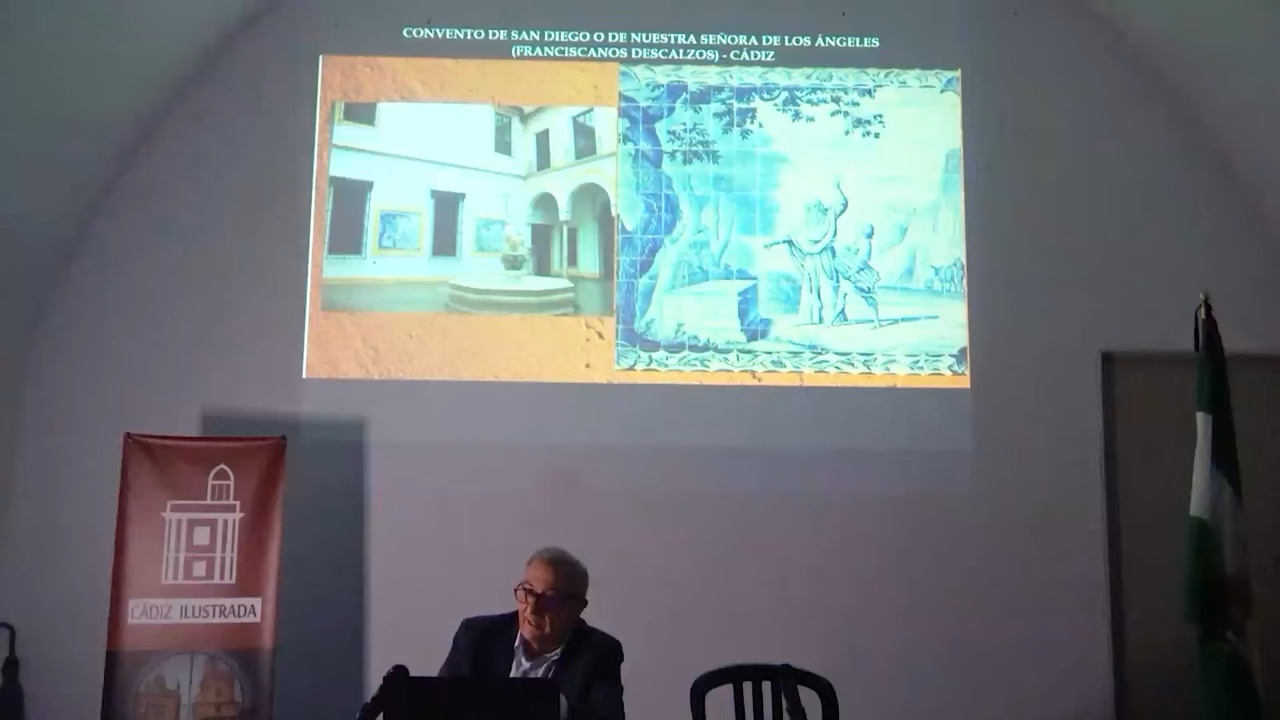 CONVENTO DE SAN DIEGO O DE NUESTRA SEÑORA DE LOS ÁNGELES
(FRANCISCANOS DESCALZOS) - CÁDIZ
CÁDIZ ILUSTRADA